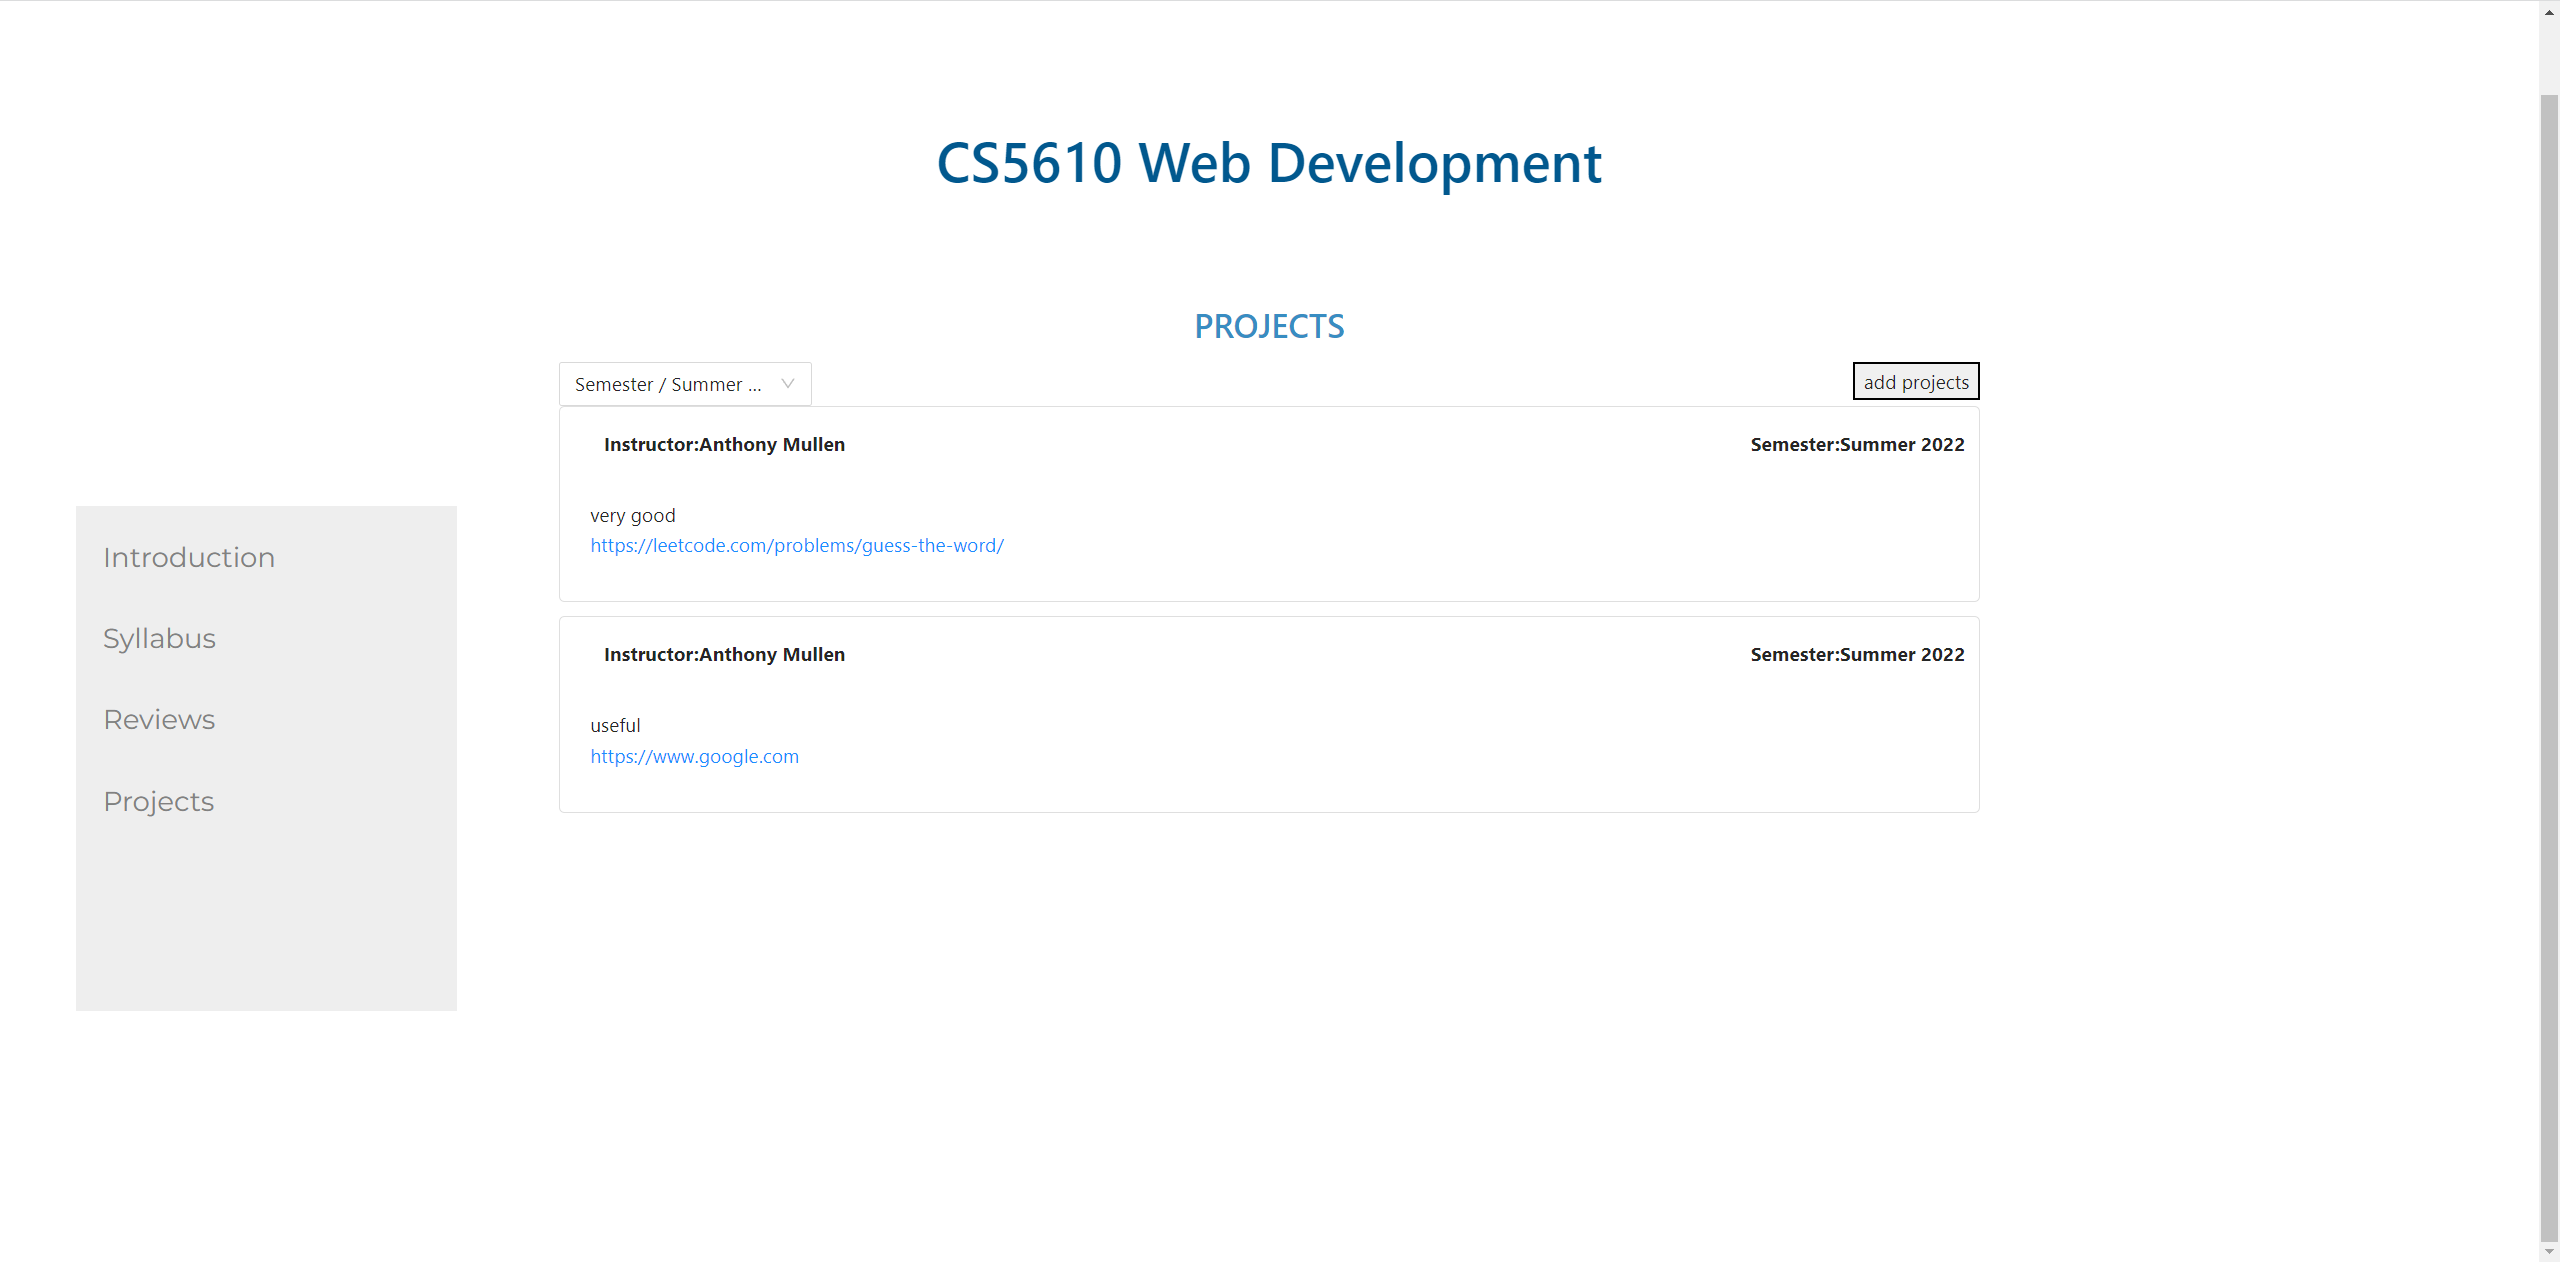 CS5610 Web Development
PROJECTS
Semester / Summer ...
add projects
Instructor:Anthony Mullen
Semester:Summer 2022
very good
https://leetcode.com/problems/guess-the-word/
Instructor:Anthony Mullen
Semester:Summer 2022
useful
https://www.google.com
Introduction
Syllabus
Reviews
Projects